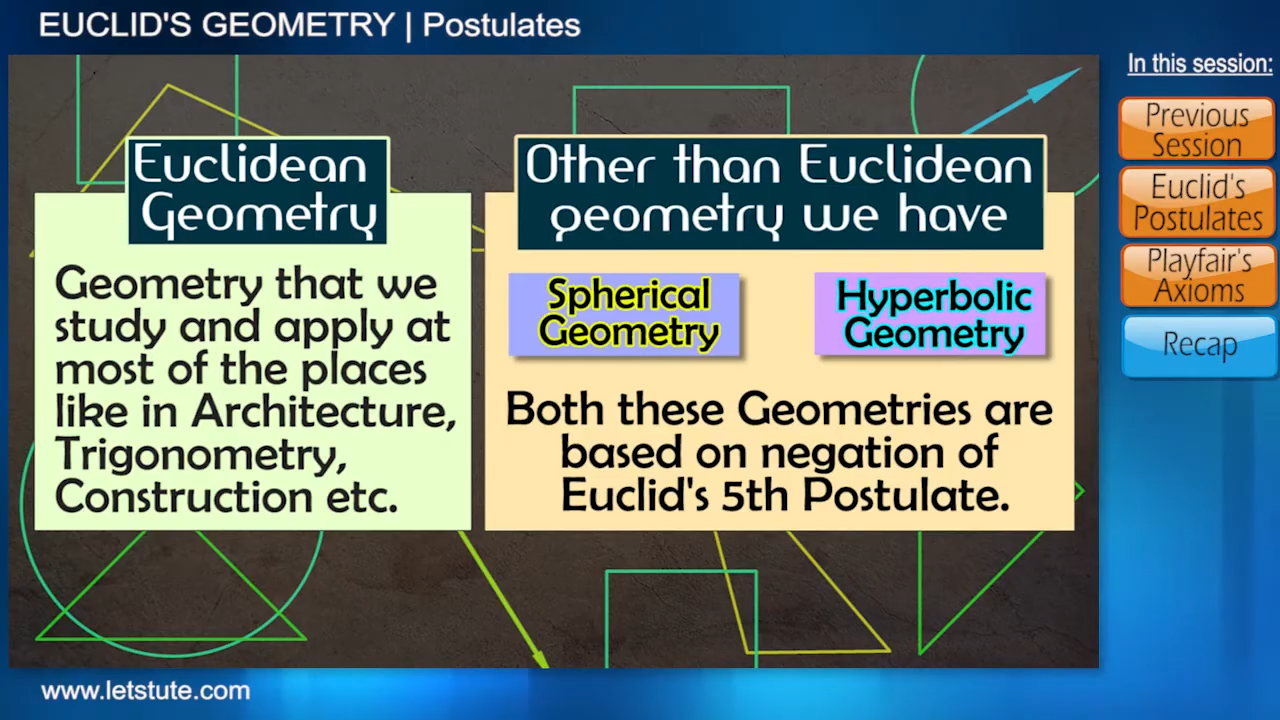 EUCLID'S GEOMETRY | Postulates
Euclidean
Geometry
Geometry that we
study and apply at
most of the places
like in Architecture,
Trigonometry,
Construction etc.
Other than Euclidean
geometry we have
Spherical
Geometry
Hyperbolic
Geometry
Both these Geometries are
based on negation of
Euclid's 5th Postulate.
In this session:
Previous
Session
Euclid's
Postulates
Playfair's
Axioms
Recap
www.letstute.com